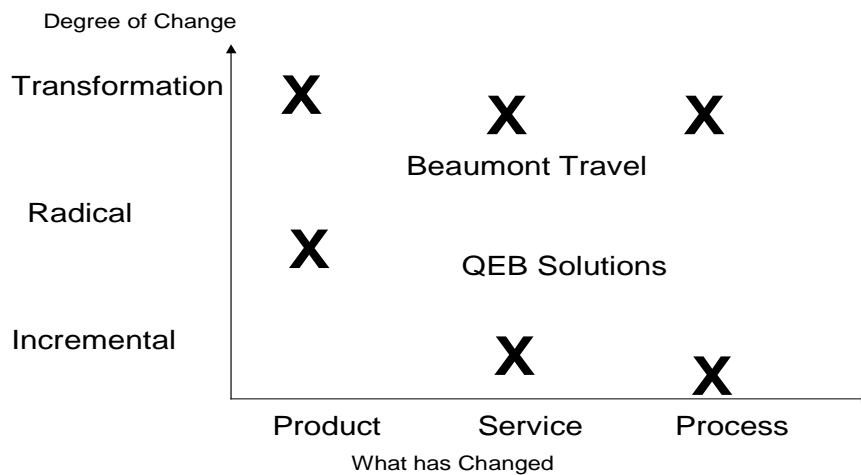 Degree of Change
Transformation
X X X
Beaumont Travel
Radical
X
QEB Solutions
Incremental
X
X
Product Service Process
What has Changed